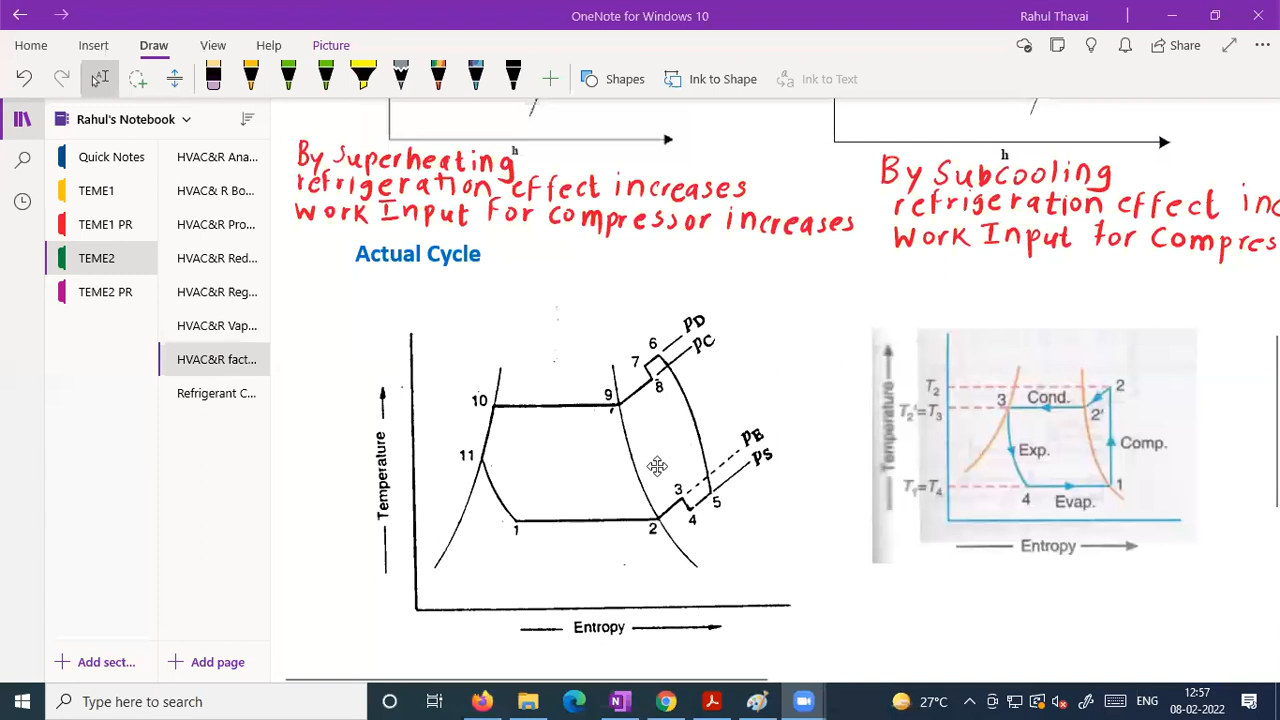 OneNote for Windows 10
Rahul Thavai
Home Insert Draw View Help Picture
Share
Shapes Ink to Shape Ink to Text
Rahul's Notebook
Quick Notes
TEME1
TEME1 PR
TEME2
TEME2 PR
HVAC&R Ana...
HVAC& R Bo...
HVAC&R Pro...
HVAC&R Red...
HVAC&R Reg...
HVAC&R Vap...
HVAC&R fact...
Refrigerant C...
Add sect...
Add page
h
By Superheating
refrigeration effect increases
Work Input for compressor increases
h
By Subcooling
refrigeration effect inc
Work Input for Compres
Actual Cycle
Temperature
10
11
1
2
3
4
5
6
7
8
9
PD
PC
PE
PS
Entropy
Temperature
T2
T2'=T3
T1=T4
3
Cond.
2
2'
Exp.
Comp.
4
Evap.
1
Entropy
Type here to search
27°C
ENG
12:57
08-02-2022